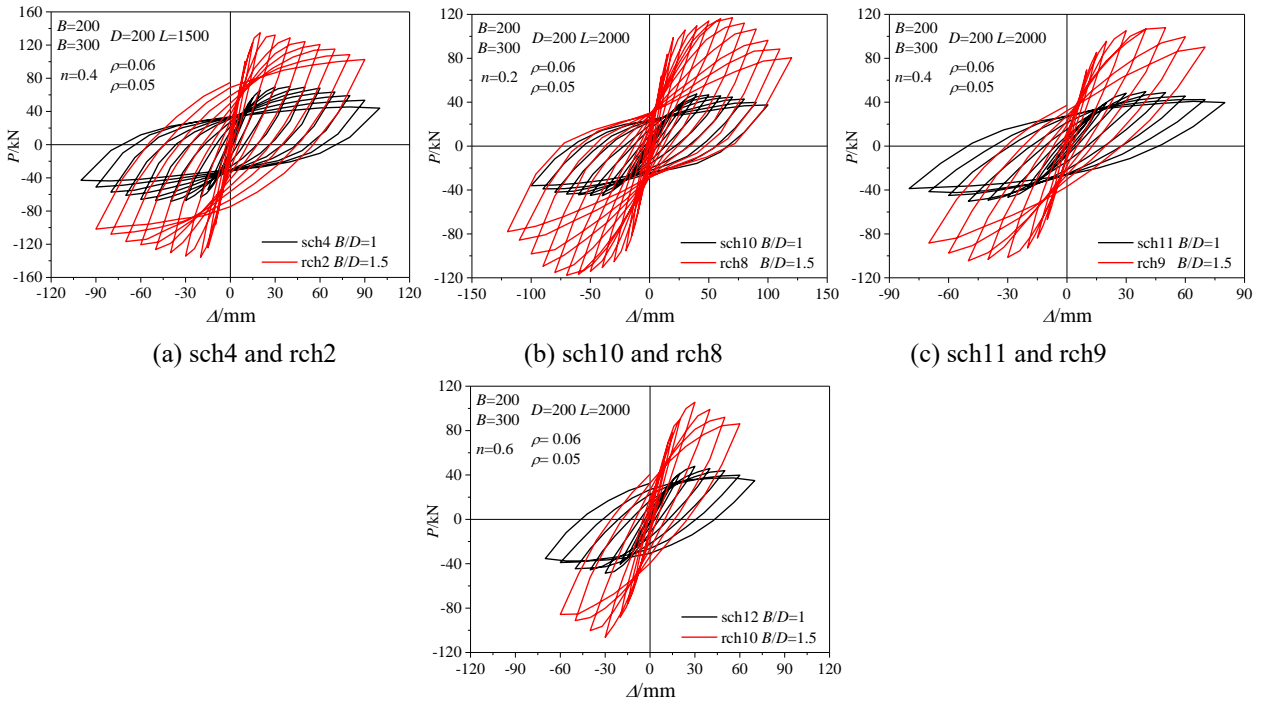 160
120
80
40
0
-40
-80
-120
-160
P/kN
B=200
B=300
D=200 L=1500
n=0.4
ρ=0.06
ρ=0.05
sch4 B/D=1
rch2 B/D=1.5
-120 -90 -60 -30 0 30 60 90 120
Δ/mm
(a) sch4 and rch2
120
80
40
0
-40
-80
-120
P/kN
B=200
B=300
D=200 L=2000
n=0.2
ρ=0.06
ρ=0.05
sch10 B/D=1
rch8 B/D=1.5
-150 -100 -50 0 50 100 150
Δ/mm
(b) sch10 and rch8
120
80
40
0
-40
-80
-120
P/kN
B=200
B=300
D=200 L=2000
n=0.4
ρ=0.06
ρ=0.05
sch11 B/D=1
rch9 B/D=1.5
-90 -60 -30 0 30 60 90
Δ/mm
(c) sch11 and rch9
120
80
40
0
-40
-80
-120
P/kN
B=200
B=300
D=200 L=2000
n=0.6
ρ= 0.06
ρ= 0.05
sch12 B/D=1
rch10 B/D=1.5
-120 -90 -60 -30 0 30 60 90 120
Δ/mm